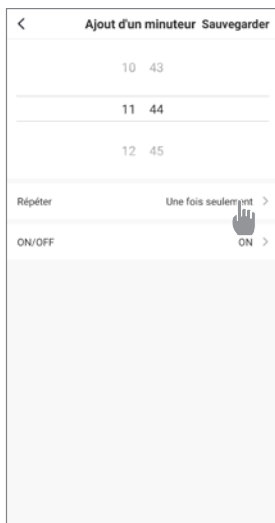 Ajout d'un minuteur Sauvegarder
10 43
11 44
12 45
Répéter Une fois seulement
ON/OFF ON